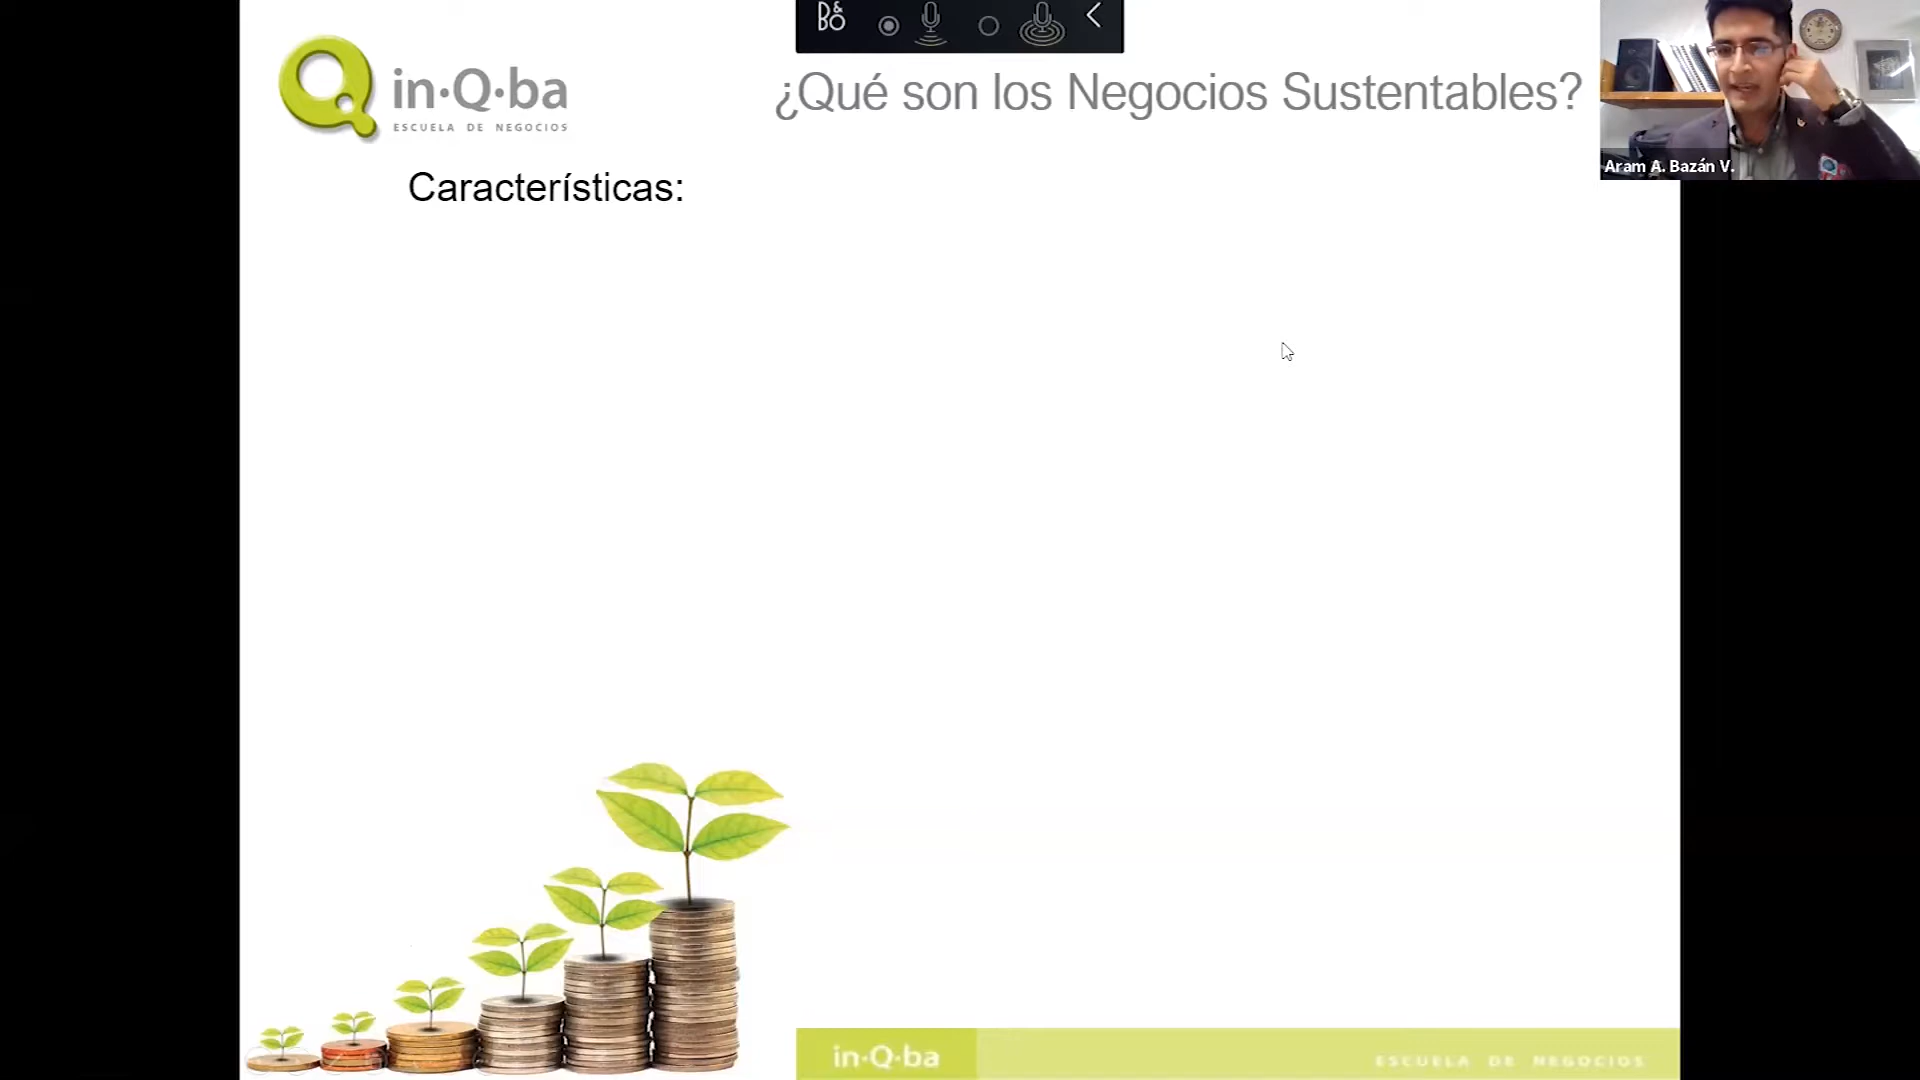 B&O
in·Q·ba
ESCUELA DE NEGOCIOS
¿Qué son los Negocios Sustentables?
Aram A. Bazán V.
Características:
in·Q·ba
ESCUELA DE NEGOCIOS